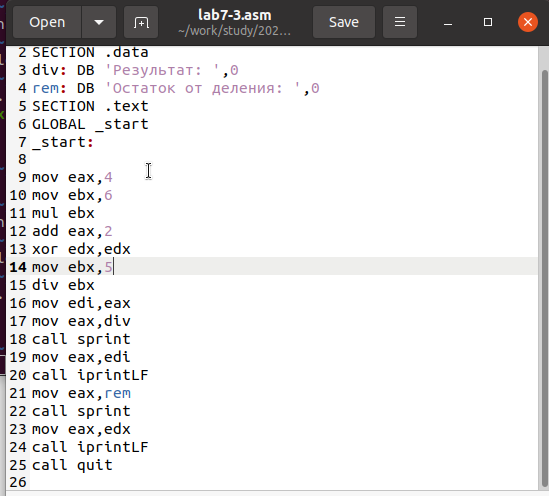 Open
lab7-3.asm
~/work/study/202…
Save
2 SECTION .data
3 div: DB 'Результат: ',0
4 rem: DB 'Остаток от деления: ',0
5 SECTION .text
6 GLOBAL _start
7 _start:
8
9 mov eax,4
10 mov ebx,6
11 mul ebx
12 add eax,2
13 xor edx,edx
14 mov ebx,5
15 div ebx
16 mov edi,eax
17 mov eax,div
18 call sprint
19 mov eax,edi
20 call iprintLF
21 mov eax,rem
22 call sprint
23 mov eax,edx
24 call iprintLF
25 call quit
26